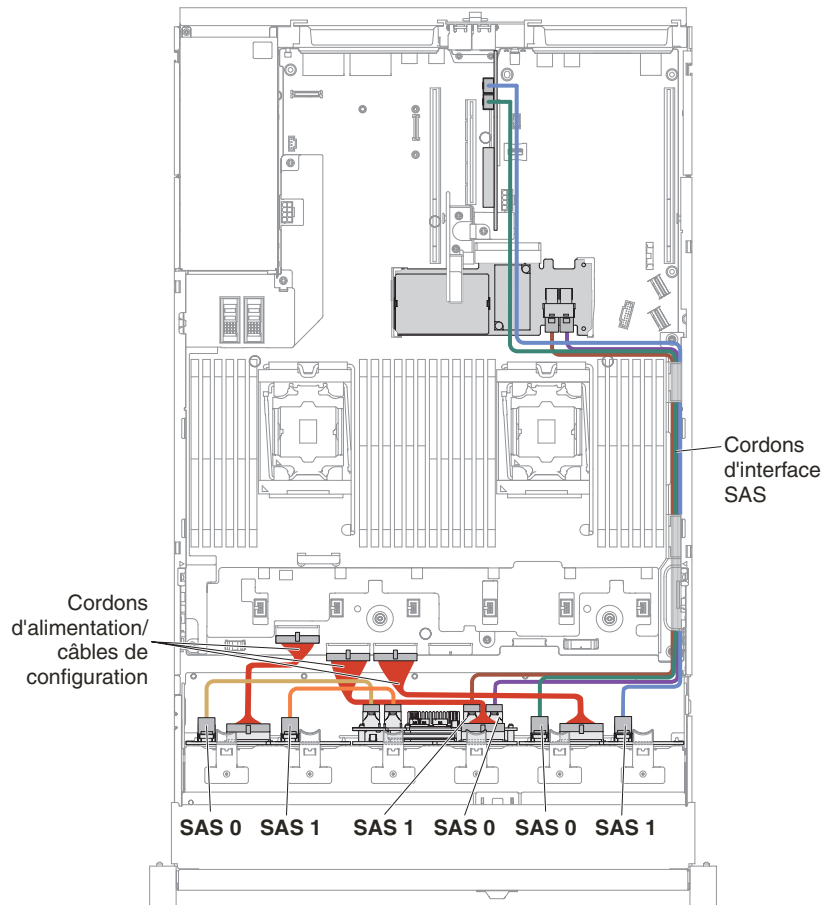 Cordons
d'interface
SAS
Cordons
d'alimentation/
câbles de
configuration
SAS 0 SAS 1 SAS 1 SAS 0 SAS 0 SAS 1